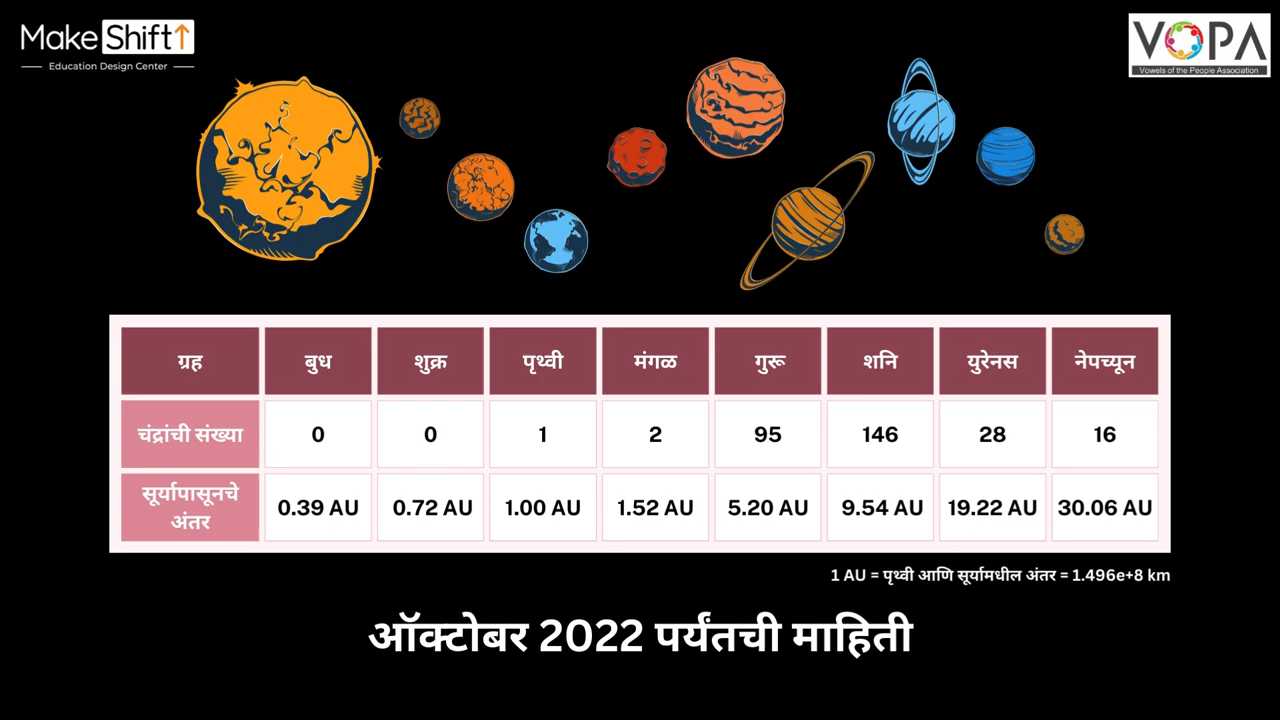 MakeShift↑
Education Design Center
VOPA
Vowels of the People Association
ग्रह बुध शुक्र पृथ्वी मंगळ गुरू शनि युरेनस नेपच्यून
चंद्रांची संख्या 0 0 1 2 95 146 28 16
सूर्यापासूनचे
अंतर 0.39 AU 0.72 AU 1.00 AU 1.52 AU 5.20 AU 9.54 AU 19.22 AU 30.06 AU
1 AU = पृथ्वी आणि सूर्यामधील अंतर = 1.496e+8 km
ऑक्टोबर 2022 पर्यंतची माहिती